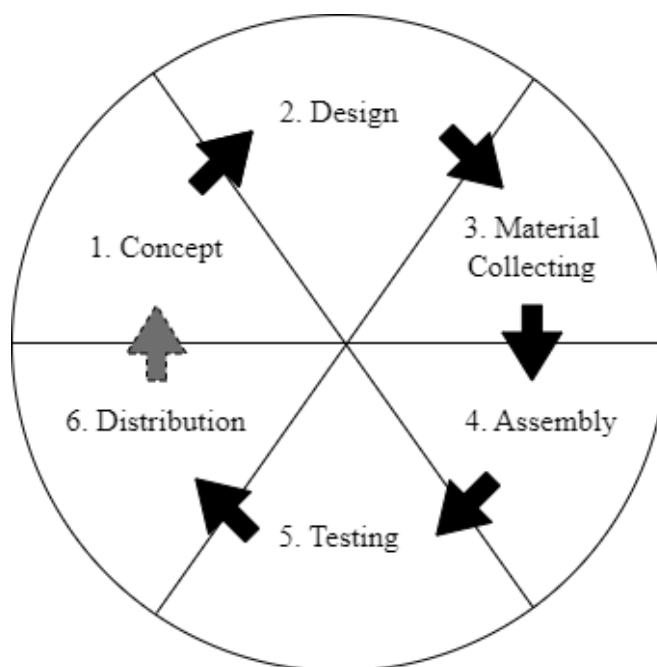 1. Concept
2. Design
3. Material
Collecting
4. Assembly
5. Testing
6. Distribution